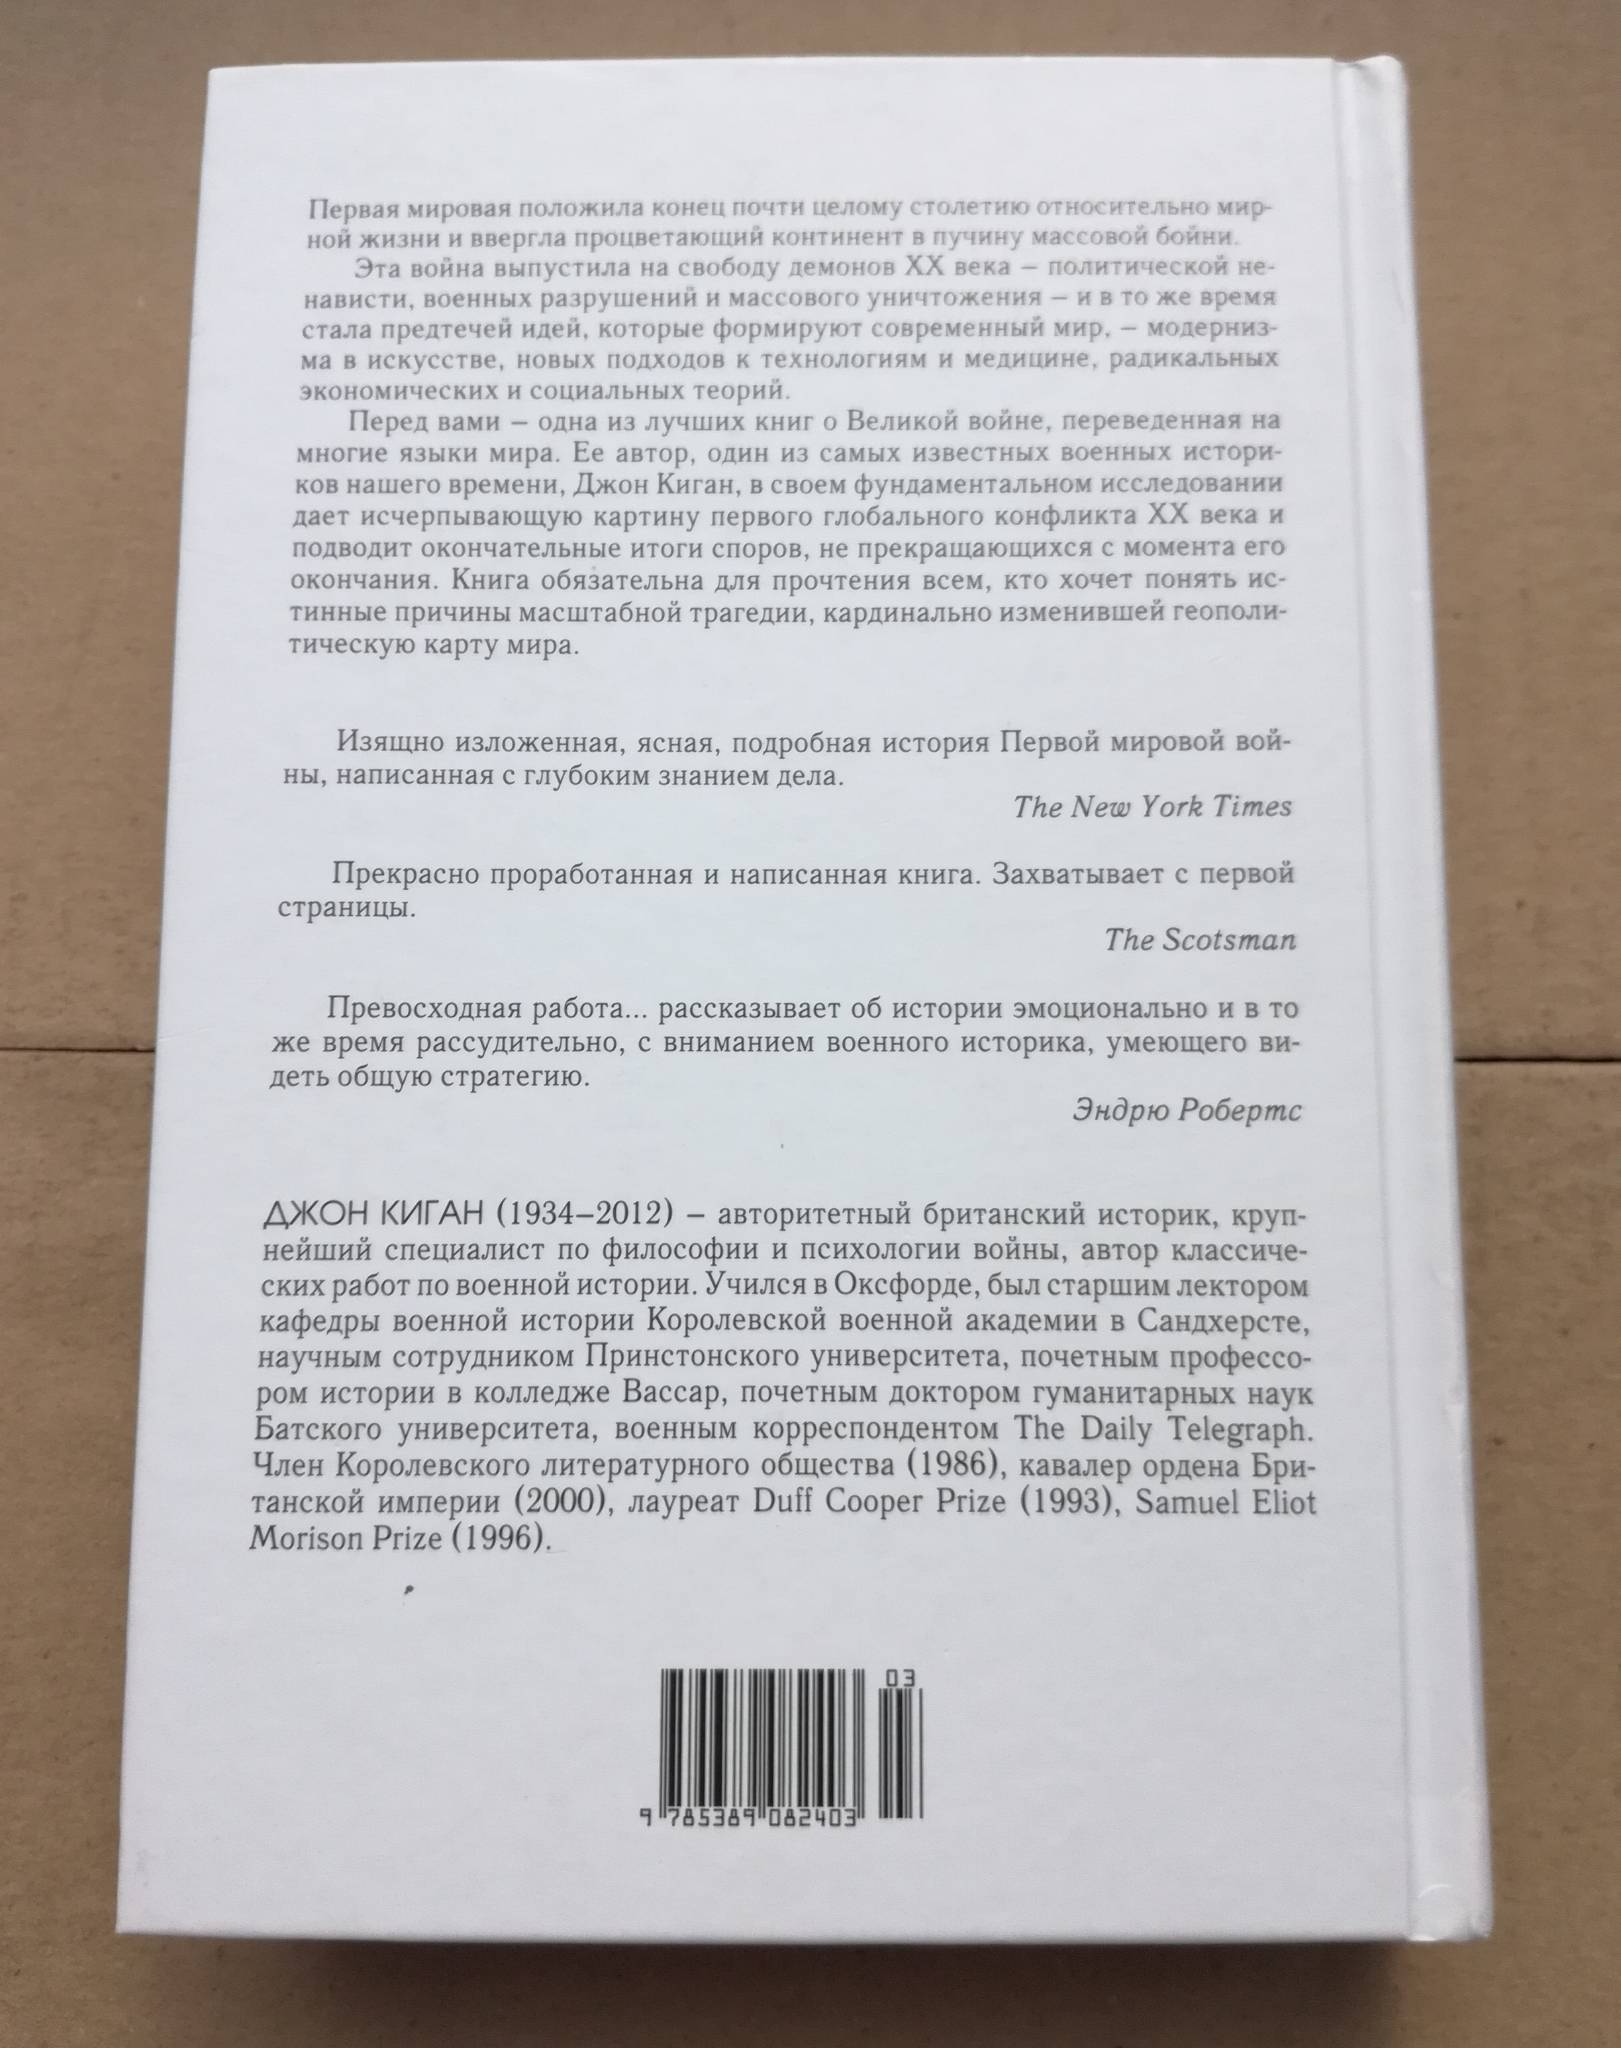 Первая мировая положила конец почти целому столетию относительно мир-
ной жизни и ввергла процветающий континент в пучину массовой бойни.
Эта война выпустила на свободу демонов XX века – политической не-
нависти, военных разрушений и массового уничтожения – и в то же время
стала предтечей идей, которые формируют современный мир, – модерниз-
ма в искусстве, новых подходов к технологиям и медицине, радикальных
экономических и социальных теорий.
Перед вами – одна из лучших книг о Великой войне, переведенная на
многие языки мира. Ее автор, один из самых известных военных истори-
ков нашего времени, Джон Киган, в своем фундаментальном исследовании
дает исчерпывающую картину первого глобального конфликта XX века и
подводит окончательные итоги споров, не прекращающихся с момента его
окончания. Книга обязательна для прочтения всем, кто хочет понять ис-
тинные причины масштабной трагедии, кардинально изменившей геополи-
тическую карту мира.
Изящно изложенная, ясная, подробная история Первой мировой вой-
ны, написанная с глубоким знанием дела.
The New York Times
Прекрасно проработанная и написанная книга. Захватывает с первой
страницы.
The Scotsman
Превосходная работа... рассказывает об истории эмоционально и в то
же время рассудительно, с вниманием военного историка, умеющего ви-
деть общую стратегию.
Эндрю Робертс
ДЖОН КИГАН (1934–2012) – авторитетный британский историк, круп-
нейший специалист по философии и психологии войны, автор классиче-
ских работ по военной истории. Учился в Оксфорде, был старшим лектором
кафедры военной истории Королевской военной академии в Сандхерсте,
научным сотрудником Принстонского университета, почетным профессо-
ром истории в колледже Вассар, почетным доктором гуманитарных наук
Батского университета, военным корреспондентом The Daily Telegraph.
Член Королевского литературного общества (1986), кавалер ордена Бри-
танской империи (2000), лауреат Duff Cooper Prize (1993), Samuel Eliot
Morison Prize (1996).
03
9 785389 082403